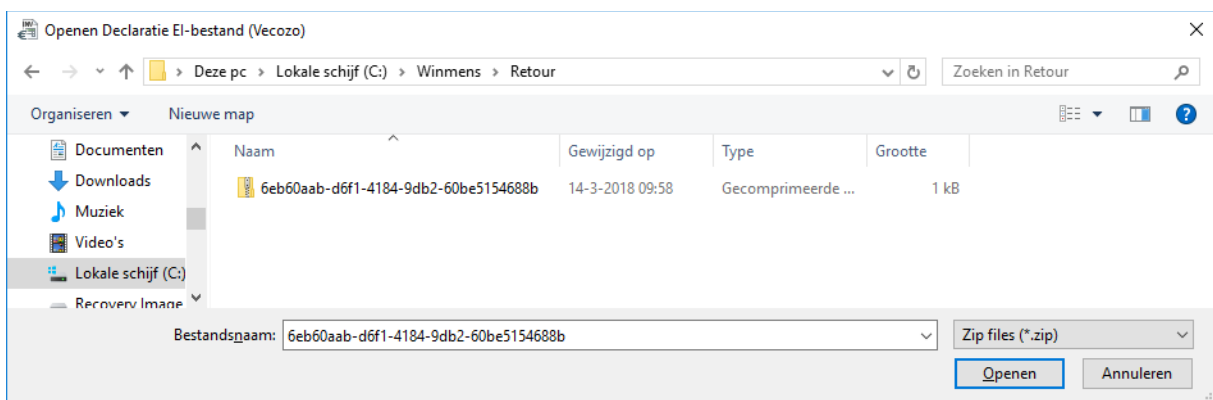 Openen Declaratie EI-bestand (Vecozo)
Deze pc > Lokale schijf (C:) > Winmens > Retour
Zoeken in Retour
Organiseren
Nieuwe map
Documenten
Downloads
Muziek
Video's
Lokale schijf (C:)
Recovery Image
Naam
Gewijzigd op
Type
Grootte
6eb60aab-d6f1-4184-9db2-60be5154688b
14-3-2018 09:58
Gecomprimeerde ...
1 kB
Bestandsnaam:
6eb60aab-d6f1-4184-9db2-60be5154688b
Zip files (*.zip)
Openen
Annuleren